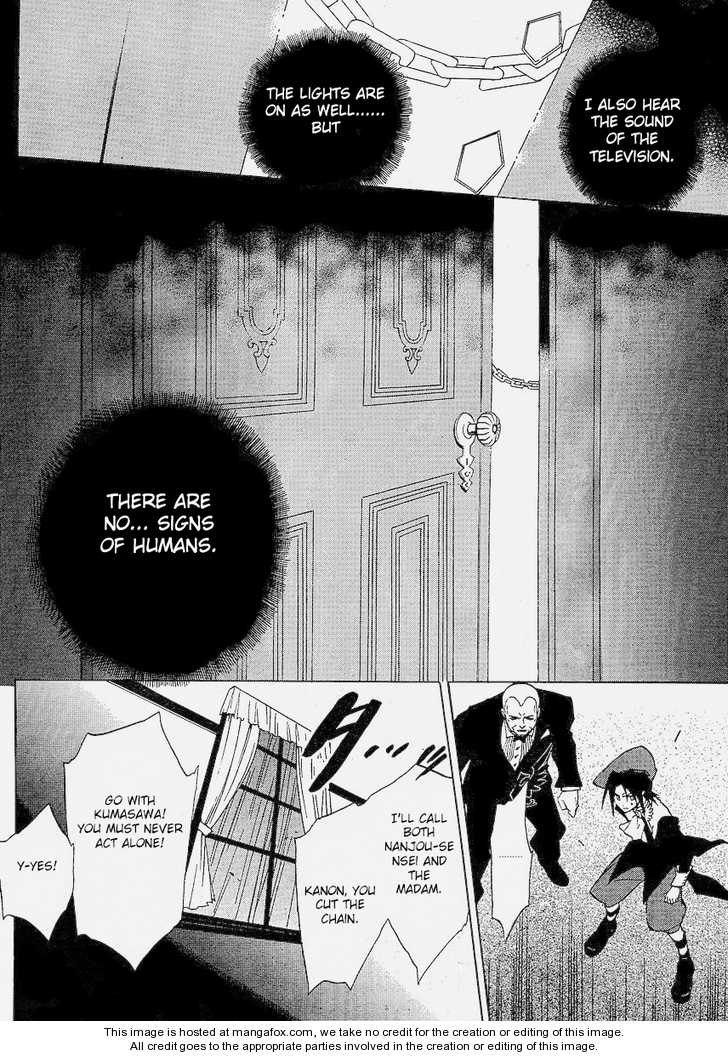 I ALSO HEAR
THE SOUND
OF THE
TELEVISION.
THE LIGHTS ARE
ON AS WELL......
BUT
THERE ARE
NO... SIGNS
OF HUMANS.
............
I'LL CALL
BOTH
NANJOU-SE
NSEI AND
THE
MADAM.
KANON, YOU
CUT THE
CHAIN.
ダッ
GO WITH
KUMASAWA!
YOU MUST NEVER
ACT ALONE!
Y-YES!
This image is hosted at mangafox.com, we take no credit for the creation or editing of this image.
All credit goes to the appropriate parties involved in the creation or editing of this image.